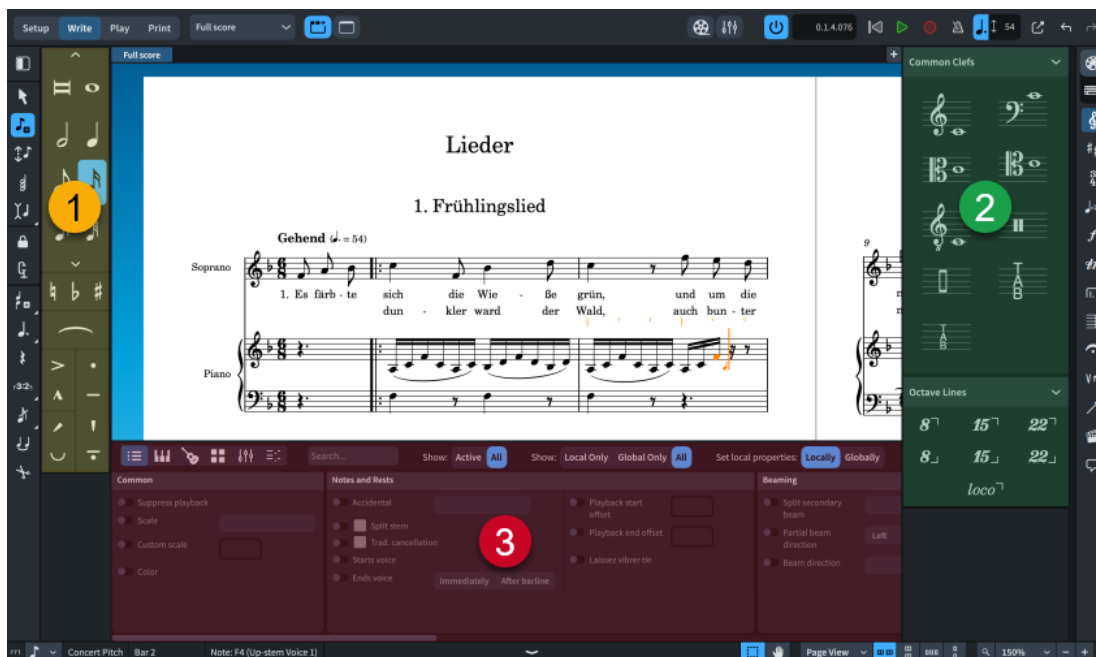 Setup Write Play Print Full score 0.1.4.076 54
Full score
Common Clefs
Lieder
1. Frühlingslied
Gehend (♩. = 54)
9
Soprano
1. Es färb - te sich die Wie - ße grün, und um die
dun - kler ward der Wald, auch bun - ter
Piano
1
2
Octave Lines
8 15 22
8 15 22
loco
Search... Show: Active All Show: Local Only Global Only All Set local properties: Locally Globally
Common Notes and Rests Beaming
Suppress playback
Scale
Custom scale
Color
Accidental
Split stem
Trad. cancellation
Starts voice
Ends voice Immediately After barline
3
Playback start
offset
Playback end offset
Laissez vibrer tie
Split secondary
beam
Partial beam
direction Left
Beam direction
Concert Pitch Bar 2 Note: F4 (Up-stem Voice 1) Page View 150%